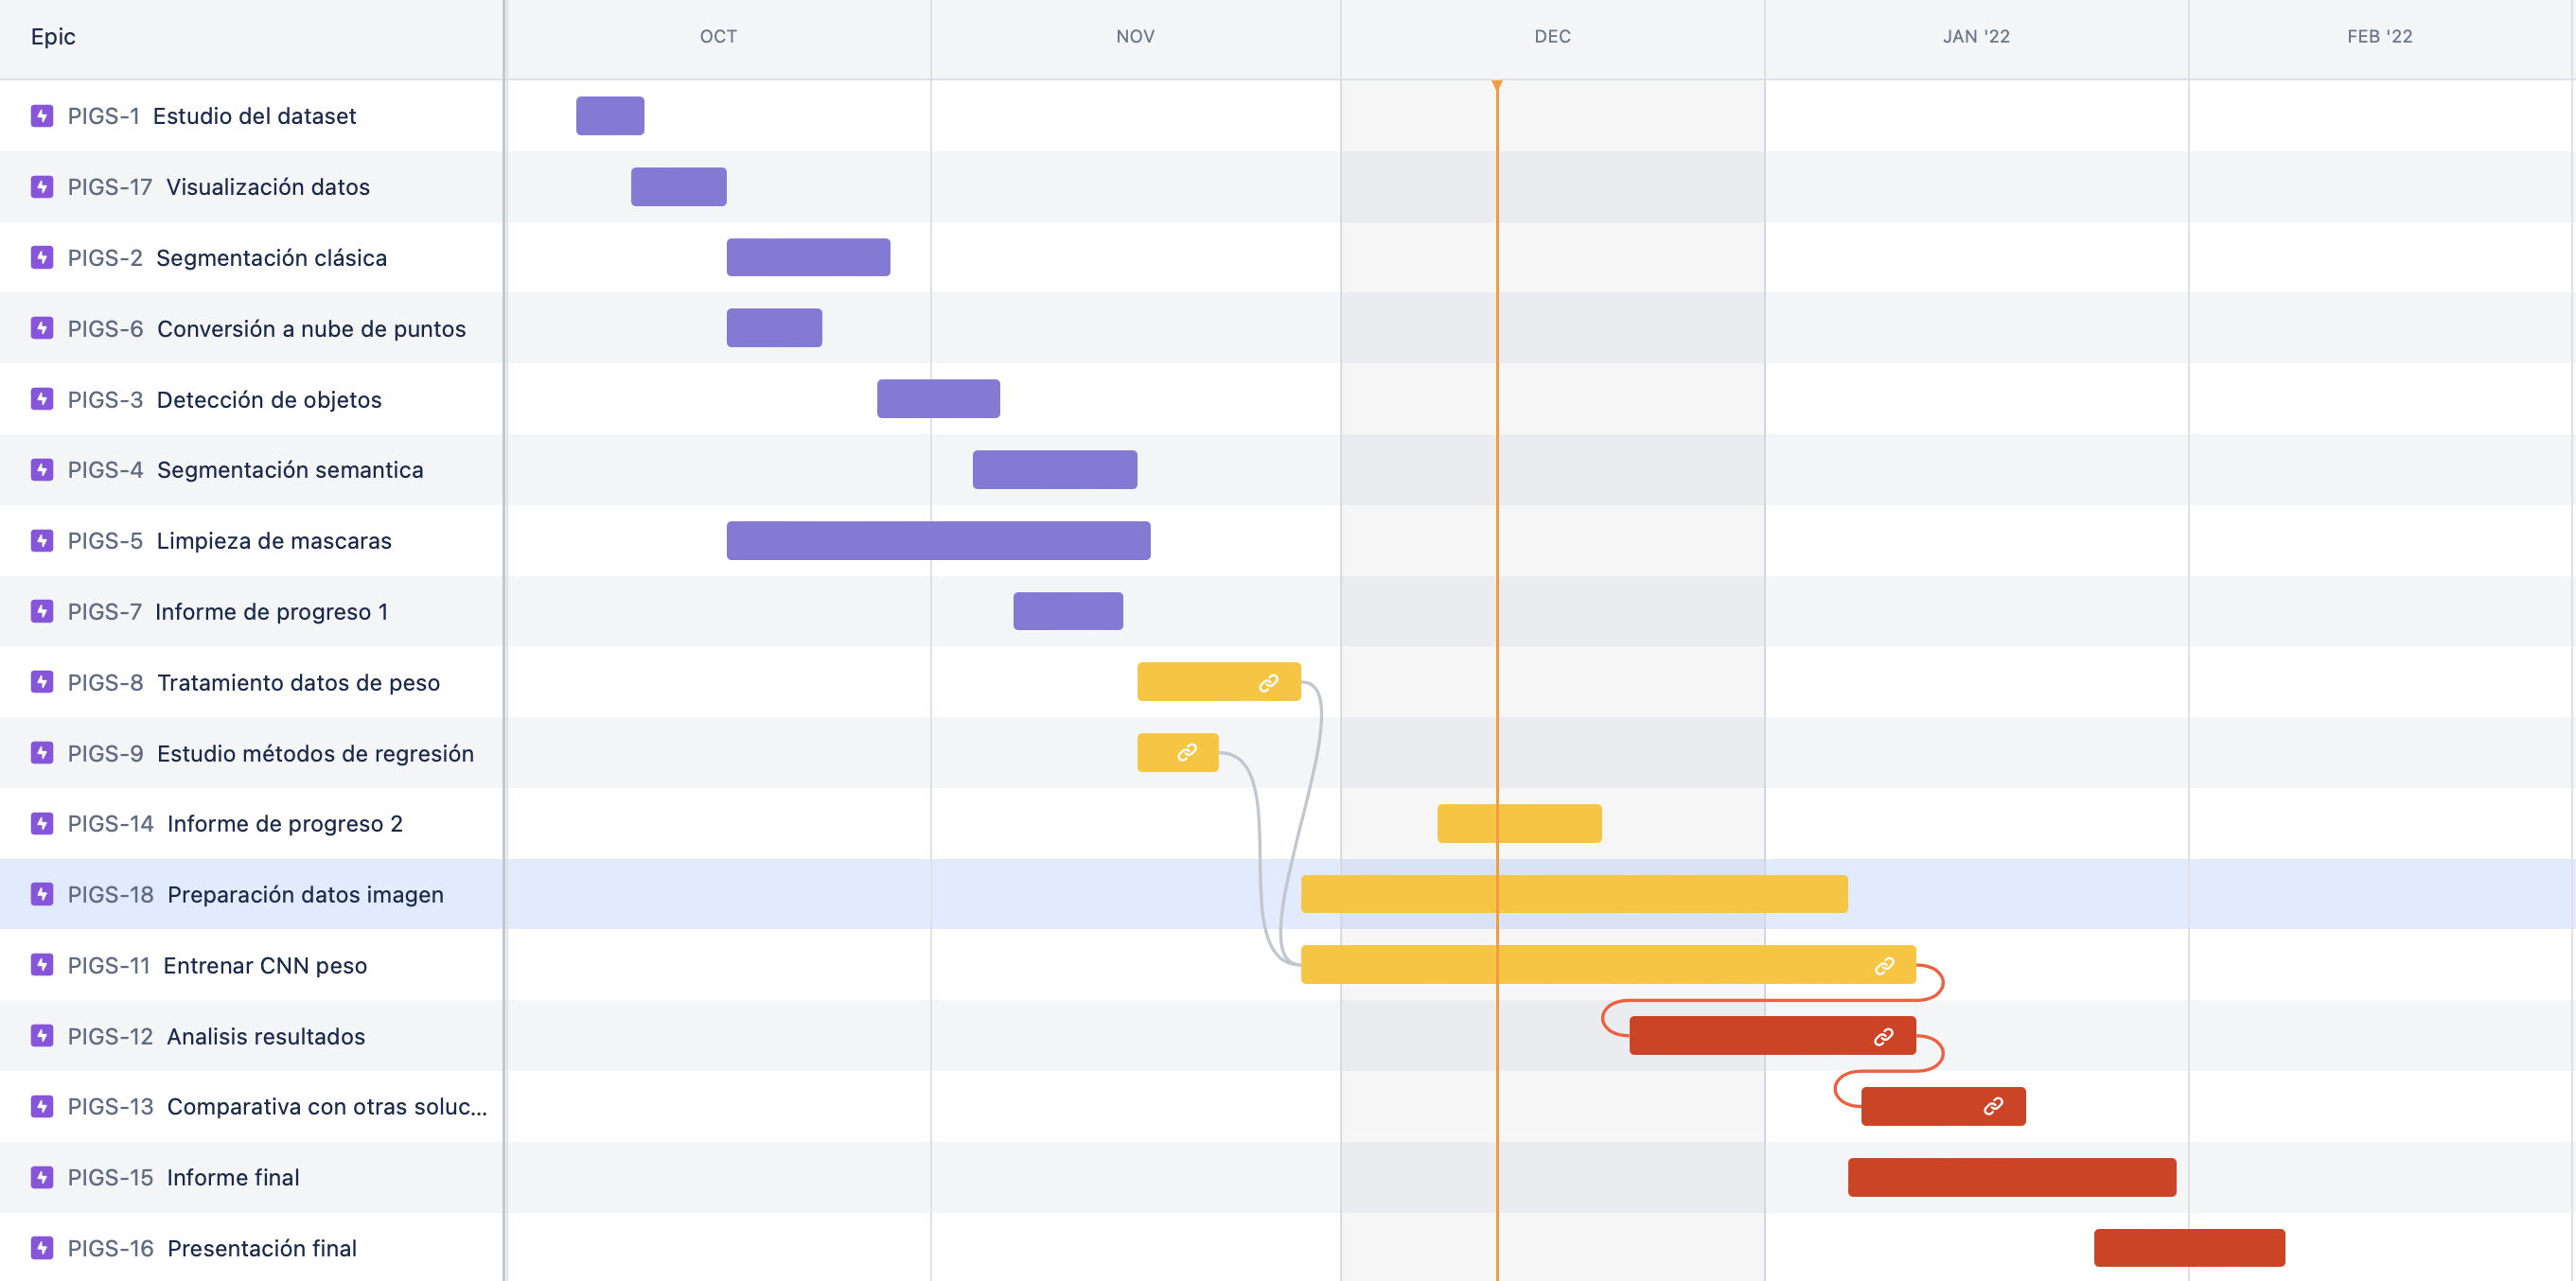 Epic OCT NOV DEC JAN '22 FEB '22
PIGS-1 Estudio del dataset
PIGS-17 Visualización datos
PIGS-2 Segmentación clásica
PIGS-6 Conversión a nube de puntos
PIGS-3 Detección de objetos
PIGS-4 Segmentación semantica
PIGS-5 Limpieza de mascaras
PIGS-7 Informe de progreso 1
PIGS-8 Tratamiento datos de peso
PIGS-9 Estudio métodos de regresión
PIGS-14 Informe de progreso 2
PIGS-18 Preparación datos imagen
PIGS-11 Entrenar CNN peso
PIGS-12 Analisis resultados
PIGS-13 Comparativa con otras soluc...
PIGS-15 Informe final
PIGS-16 Presentación final